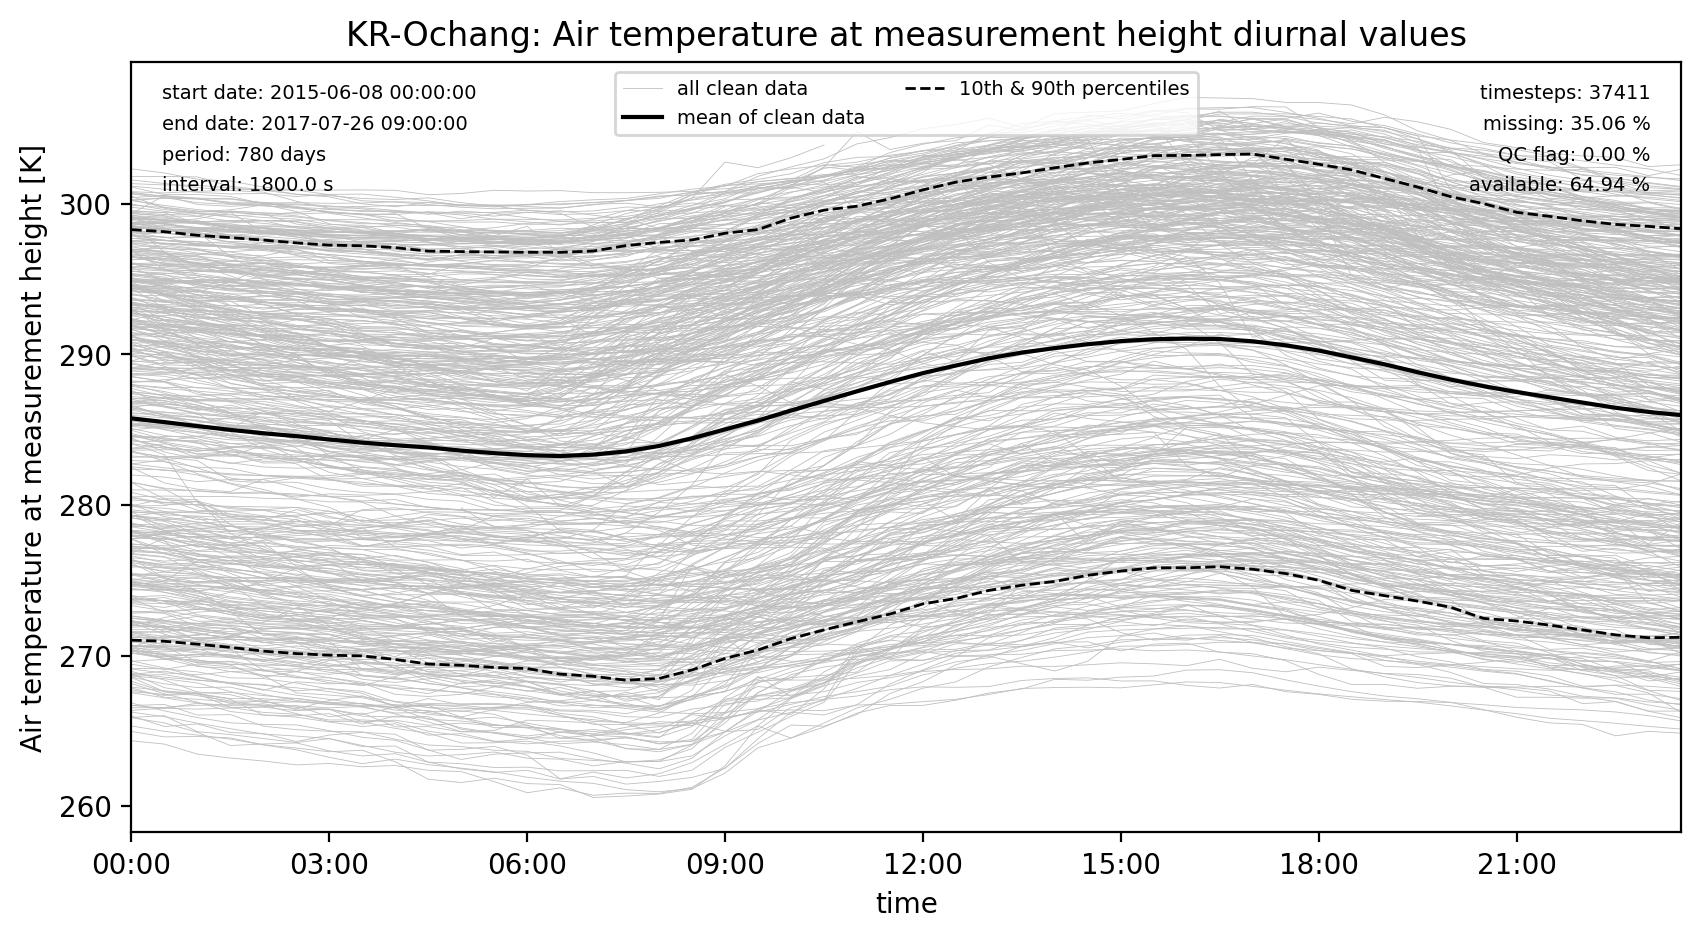 KR-Ochang: Air temperature at measurement height diurnal values
start date: 2015-06-08 00:00:00
end date: 2017-07-26 09:00:00
period: 780 days
interval: 1800.0 s
all clean data
mean of clean data
10th & 90th percentiles
timesteps: 37411
missing: 35.06 %
QC flag: 0.00 %
available: 64.94 %
Air temperature at measurement height [K]
300
290
280
270
260
00:00 03:00 06:00 09:00 12:00 15:00 18:00 21:00
time